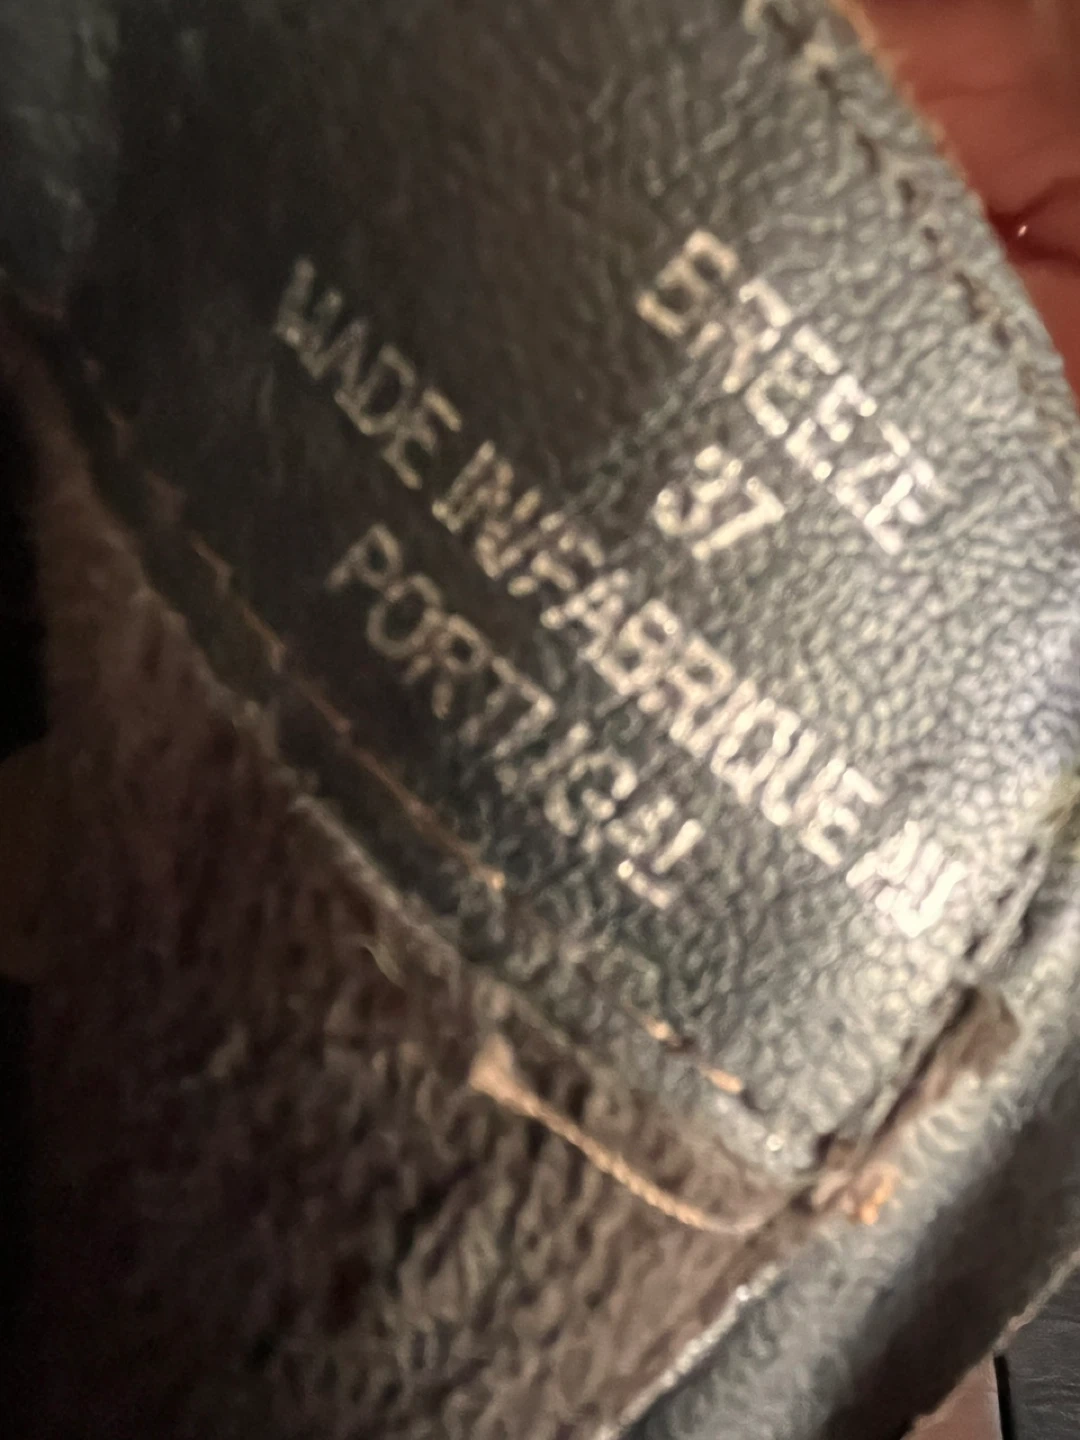 BREEZE
37
MADE IN/FABRIQUE AU
PORTUGAL